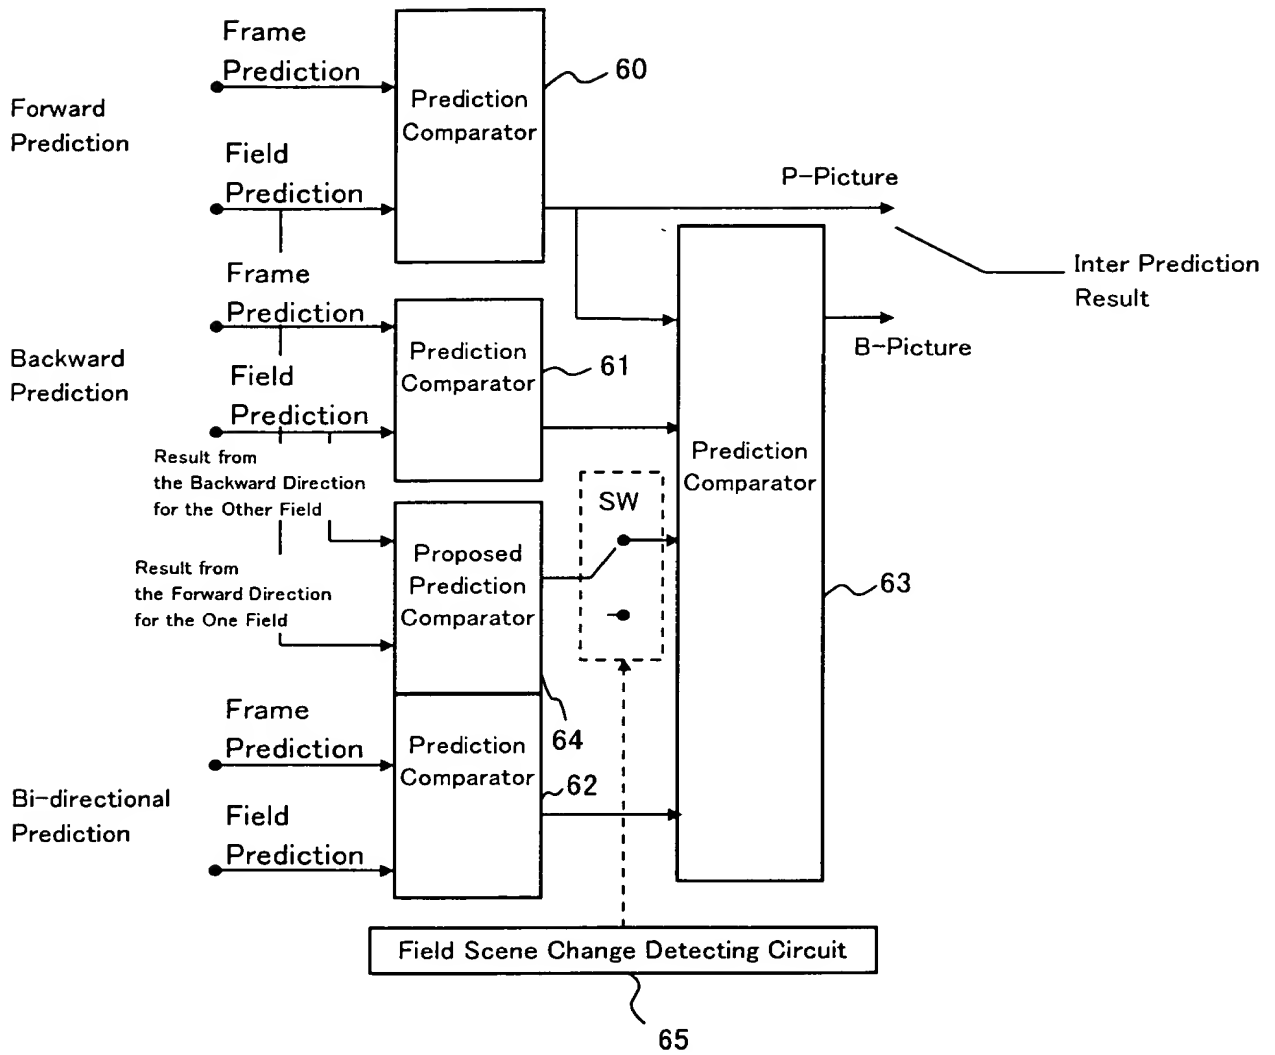 Frame
Prediction
60
Forward
Prediction
Prediction
Comparator
Field
Prediction
P-Picture
Frame
Prediction
Inter Prediction
Result
Backward
Prediction
Prediction
Comparator
61
B-Picture
Field
Prediction
Result from
the Backward Direction
for the Other Field
Prediction
Comparator
SW
Proposed
Prediction
Comparator
63
Result from
the Forward Direction
for the One Field
64
Frame
Prediction
Prediction
Comparator
62
Bi-directional
Prediction
Field
Prediction
Field Scene Change Detecting Circuit
65